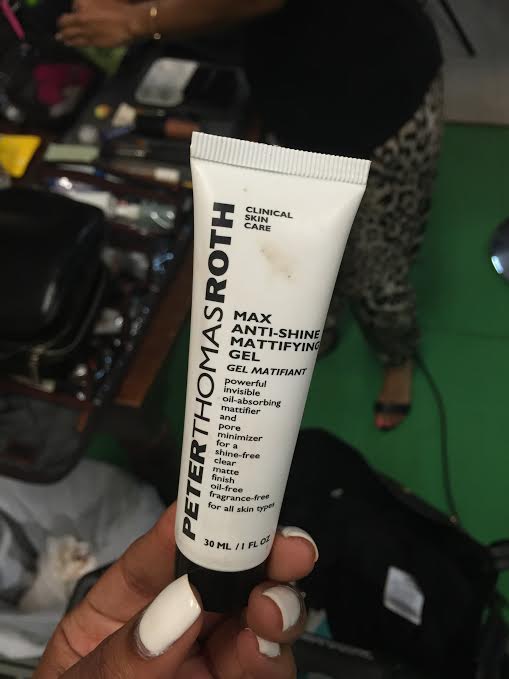 PETERTHOMASROTH
CLINICAL
SKIN
CARE
MAX
ANTI-SHINE
MATTIFYING
GEL
GEL MATIFIANT
powerful
invisible
oil-absorbing
mattifier
and
pore
minimizer
for a
shine-free
clear
matte
finish
oil-free
fragrance-free
for all skin types
30 ML / 1 FL OZ